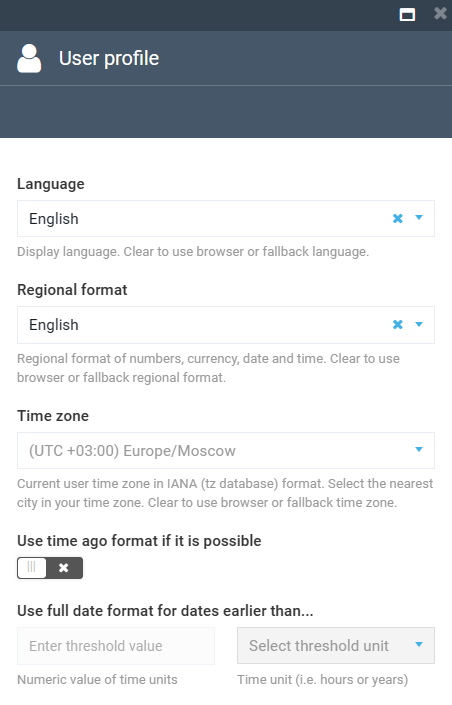 User profile
Language
English
Display language. Clear to use browser or fallback language.
Regional format
English
Regional format of numbers, currency, date and time. Clear to use
browser or fallback regional format.
Time zone
(UTC +03:00) Europe/Moscow
Current user time zone in IANA (tz database) format. Select the nearest
city in your time zone. Clear to use browser or fallback time zone.
Use time ago format if it is possible
Use full date format for dates earlier than...
Enter threshold value
Select threshold unit
Numeric value of time units
Time unit (i.e. hours or years)